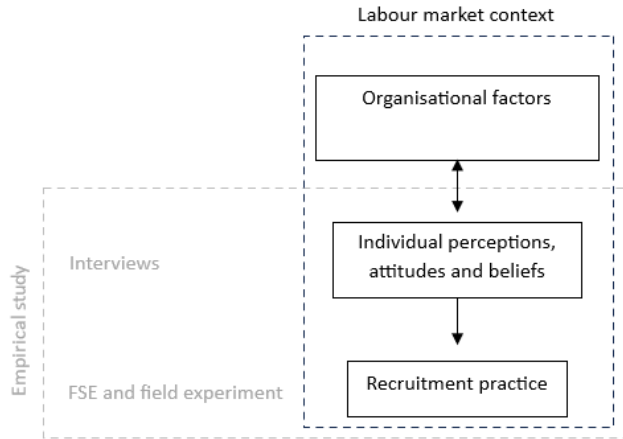 Labour market context
Organisational factors
Individual perceptions,
attitudes and beliefs
Interviews
Empirical study
Recruitment practice
FSE and field experiment